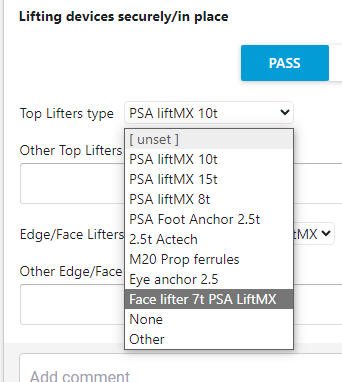 Lifting devices securely/in place
PASS
Top Lifters type PSA liftMX 10t
[ unset ]
Other Top Lifters
PSA liftMX 10t
PSA liftMX 15t
PSA liftMX 8t
PSA Foot Anchor 2.5t
Edge/Face Lifters
2.5t Actech
M20 Prop ferrules
Other Edge/Face
Eye anchor 2.5
Face lifter 7t PSA LiftMX
None
Other
Add comment